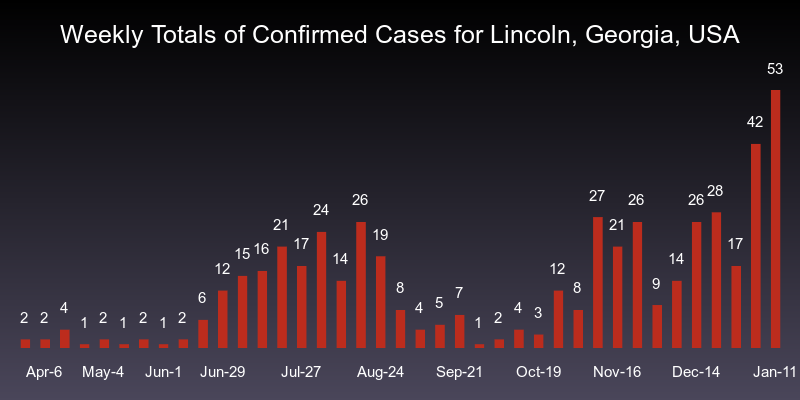 Weekly Totals of Confirmed Cases for Lincoln, Georgia, USA
2 2 4 1 2 1 2 1 2 6 12 15 16 21 17 24 14 26 19 8 4 5 7 1 2 4 3 12 8 27 21 26 9 14 26 28 17 42 53
Apr-6 May-4 Jun-1 Jun-29 Jul-27 Aug-24 Sep-21 Oct-19 Nov-16 Dec-14 Jan-11